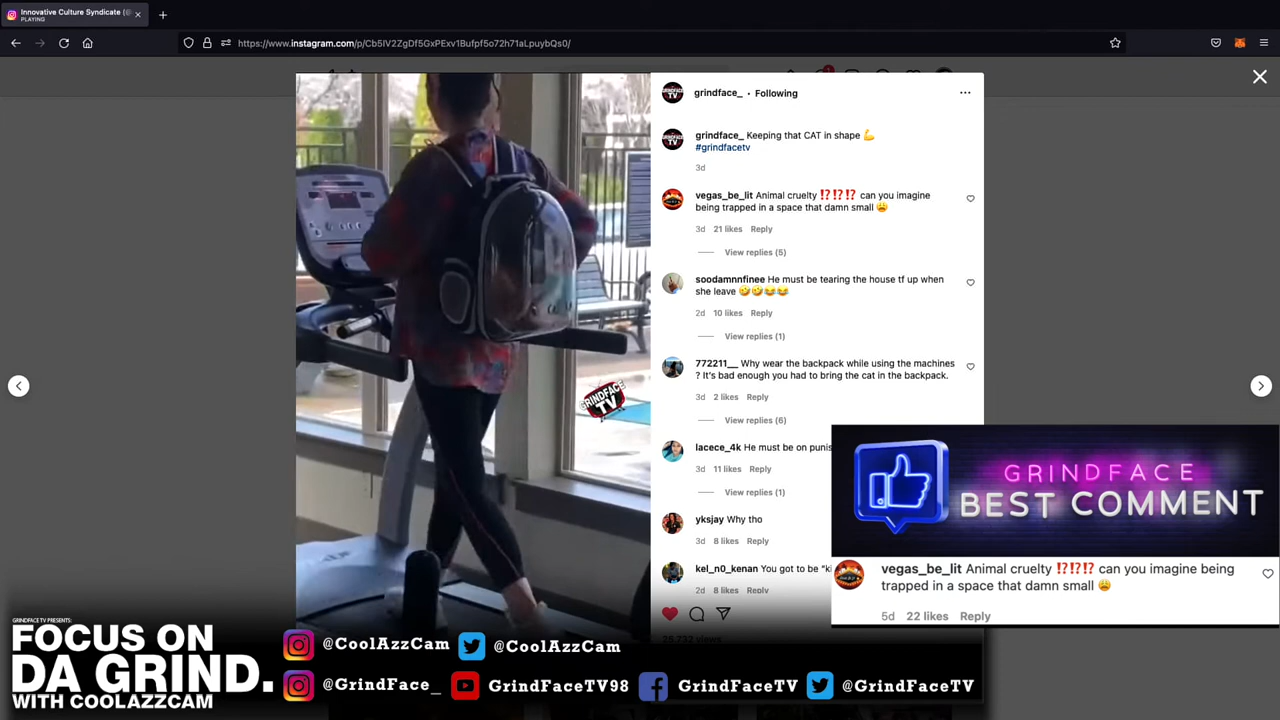 Innovative Culture Syndicate (@
PLAYING
https://www.instagram.com/p/Cb5IV2ZgDf5GxPExv1Bufpf5o72h71aLpuybQs0/
grindface_ • Following
grindface_ Keeping that CAT in shape 💪
#grindfacetv
3d
vegas_be_lit Animal cruelty ⁉️⁉️⁉️ can you imagine
being trapped in a space that damn small 😩
3d 21 likes Reply
View replies (5)
soodamnnfinee He must be tearing the house tf up when
she leave 🤣🤣😂😂
2d 10 likes Reply
View replies (1)
772211__ Why wear the backpack while using the machines
? It's bad enough you had to bring the cat in the backpack.
3d 2 likes Reply
View replies (6)
lacece_4k He must be on punis
3d 11 likes Reply
View replies (1)
yksjay Why tho
3d 8 likes Reply
kel_n0_kenan You got to be "ki
2d 8 likes Reply
GRINDFACE
TV
GRINDFACE
BEST COMMENT
vegas_be_lit Animal cruelty ⁉️⁉️⁉️ can you imagine being
trapped in a space that damn small 😩
5d 22 likes Reply
GRINDFACE TV PRESENTS:
FOCUS ON
DA GRIND.
WITH COOLAZZCAM
@CoolAzzCam @CoolAzzCam
@GrindFace_ GrindFaceTV98 GrindFaceTV @GrindFaceTV